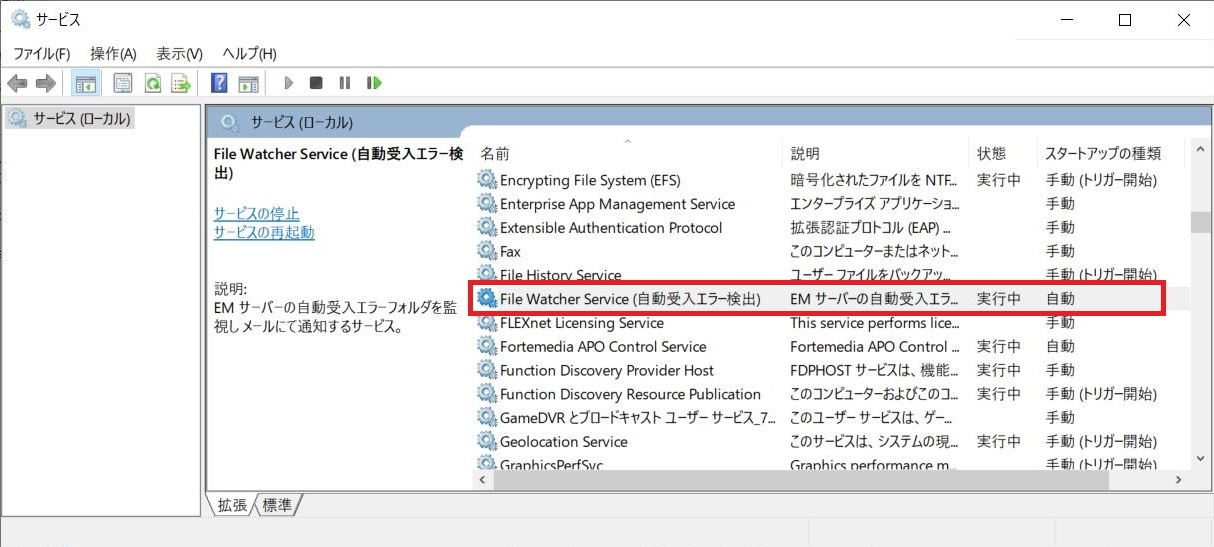 サービス
ファイル(F) 操作(A) 表示(V) ヘルプ(H)
サービス (ローカル)
サービス (ローカル)
File Watcher Service (自動受入エラー検出)
サービスの停止
サービスの再起動
説明:
EM サーバーの自動受入エラーフォルダを監視しメールにて通知するサービス。
名前 説明 状態 スタートアップの種類
Encrypting File System (EFS) 暗号化されたファイルを NTF... 実行中 手動 (トリガー開始)
Enterprise App Management Service エンタープライズ アプリケーショ... 手動
Extensible Authentication Protocol 拡張認証プロトコル (EAP) ... 手動
Fax このコンピューターまたはネット... 手動
File History Service ユーザー ファイルをバックアッ... 手動 (トリガー開始)
File Watcher Service (自動受入エラー検出) EM サーバーの自動受入エラ... 実行中 自動
FLEXnet Licensing Service This service performs lice... 手動
Fortemedia APO Control Service Fortemedia APO Control ... 実行中 自動
Function Discovery Provider Host FDPHOST サービスは、機能... 実行中 手動
Function Discovery Resource Publication このコンピューターおよびこのコ... 実行中 手動 (トリガー開始)
GameDVR とブロードキャスト ユーザー サービス_7... このユーザー サービスは、ゲー... 手動
Geolocation Service このサービスは、システムの現... 実行中 手動 (トリガー開始)
GraphicsPerfSvc Graphics performance m... 手動 (トリガー開始)
拡張 標準